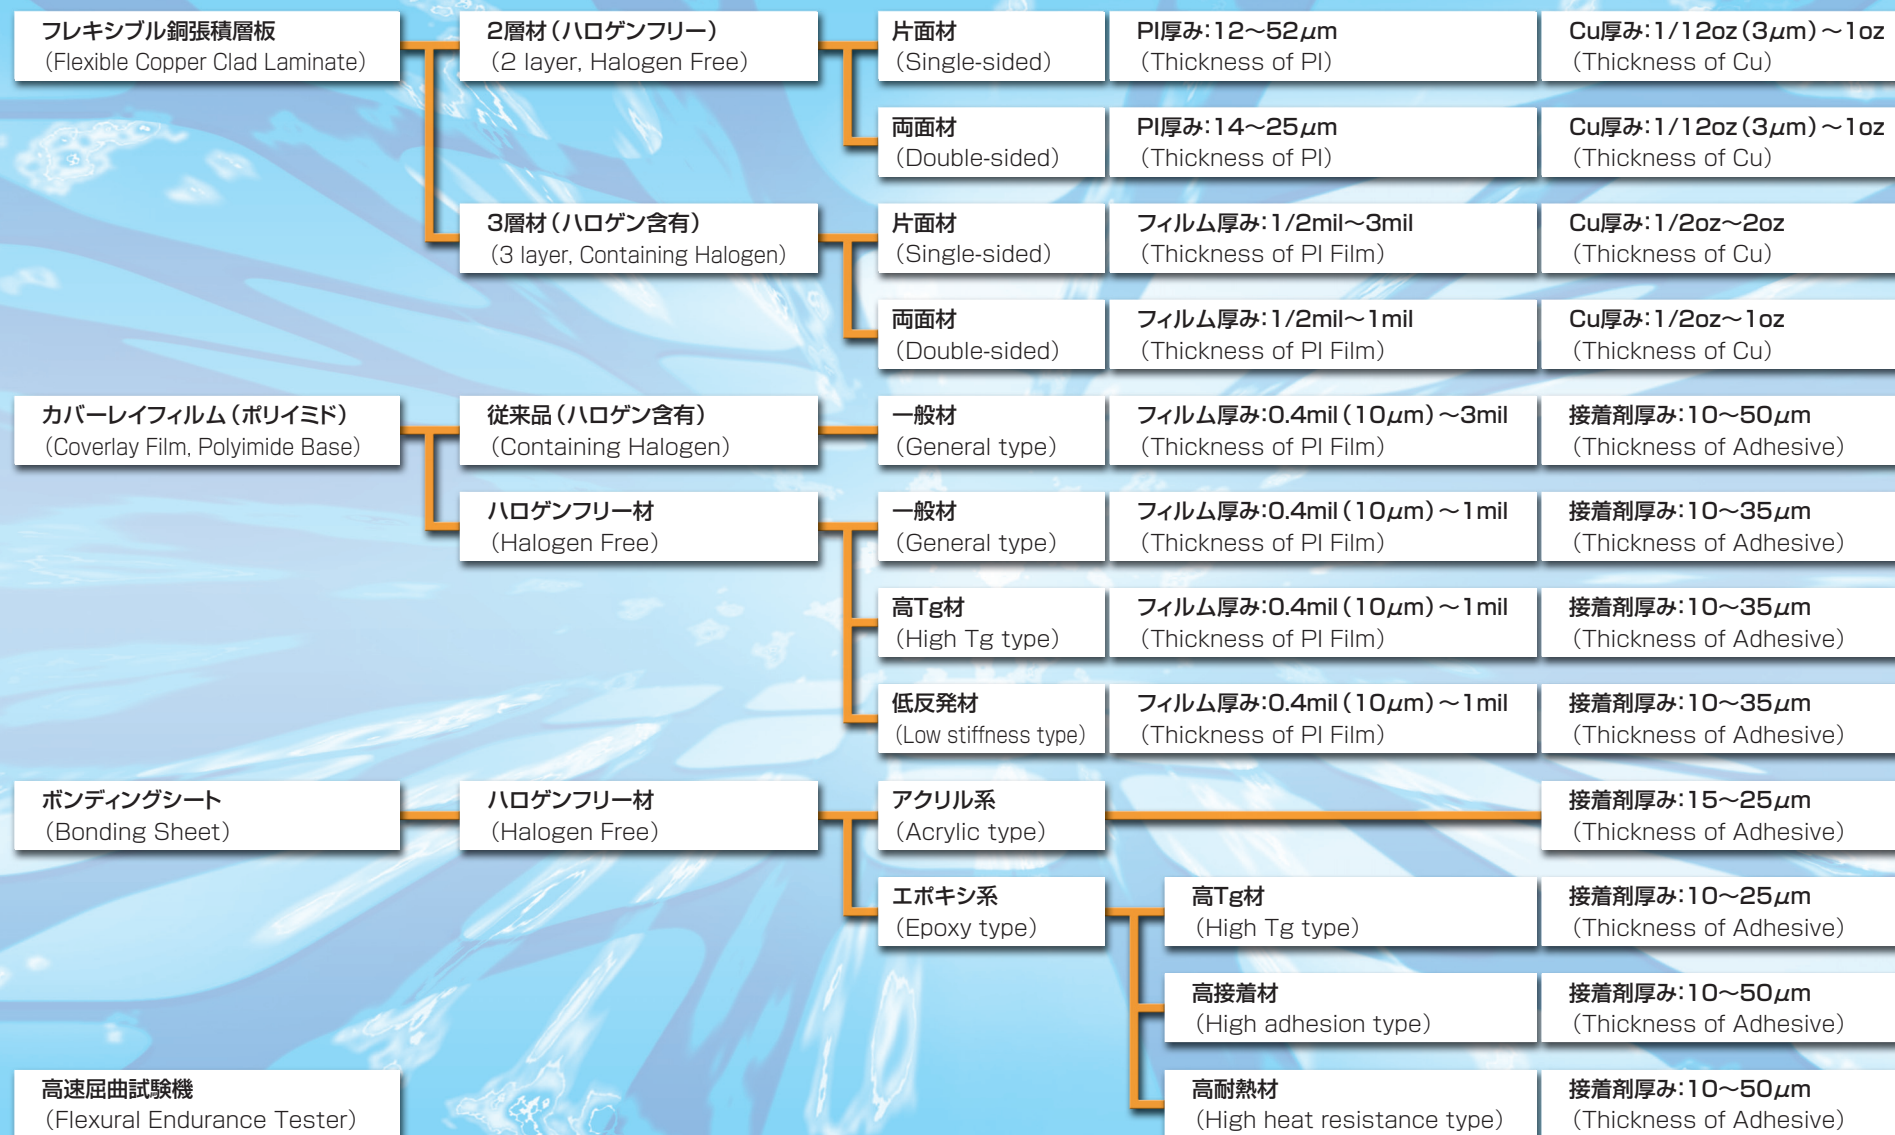 フレキシブル銅張積層板
(Flexible Copper Clad Laminate)
2層材(ハロゲンフリー)
(2 layer, Halogen Free)
片面材
(Single-sided)
PI厚み:12〜52μm
(Thickness of PI)
Cu厚み:1/12oz(3μm)〜1oz
(Thickness of Cu)
両面材
(Double-sided)
PI厚み:14〜25μm
(Thickness of PI)
Cu厚み:1/12oz(3μm)〜1oz
(Thickness of Cu)
3層材(ハロゲン含有)
(3 layer, Containing Halogen)
片面材
(Single-sided)
フィルム厚み:1/2mil〜3mil
(Thickness of PI Film)
Cu厚み:1/2oz〜2oz
(Thickness of Cu)
両面材
(Double-sided)
フィルム厚み:1/2mil〜1mil
(Thickness of PI Film)
Cu厚み:1/2oz〜1oz
(Thickness of Cu)
カバーレイフィルム(ポリイミド)
(Coverlay Film, Polyimide Base)
従来品(ハロゲン含有)
(Containing Halogen)
一般材
(General type)
フィルム厚み:0.4mil(10μm)〜3mil
(Thickness of PI Film)
接着剤厚み:10〜50μm
(Thickness of Adhesive)
ハロゲンフリー材
(Halogen Free)
一般材
(General type)
フィルム厚み:0.4mil(10μm)〜1mil
(Thickness of PI Film)
接着剤厚み:10〜35μm
(Thickness of Adhesive)
高Tg材
(High Tg type)
フィルム厚み:0.4mil(10μm)〜1mil
(Thickness of PI Film)
接着剤厚み:10〜35μm
(Thickness of Adhesive)
低反発材
(Low stiffness type)
フィルム厚み:0.4mil(10μm)〜1mil
(Thickness of PI Film)
接着剤厚み:10〜35μm
(Thickness of Adhesive)
ボンディングシート
(Bonding Sheet)
ハロゲンフリー材
(Halogen Free)
アクリル系
(Acrylic type)
接着剤厚み:15〜25μm
(Thickness of Adhesive)
エポキシ系
(Epoxy type)
高Tg材
(High Tg type)
接着剤厚み:10〜25μm
(Thickness of Adhesive)
高接着材
(High adhesion type)
接着剤厚み:10〜50μm
(Thickness of Adhesive)
高速屈曲試験機
(Flexural Endurance Tester)
高耐熱材
(High heat resistance type)
接着剤厚み:10〜50μm
(Thickness of Adhesive)